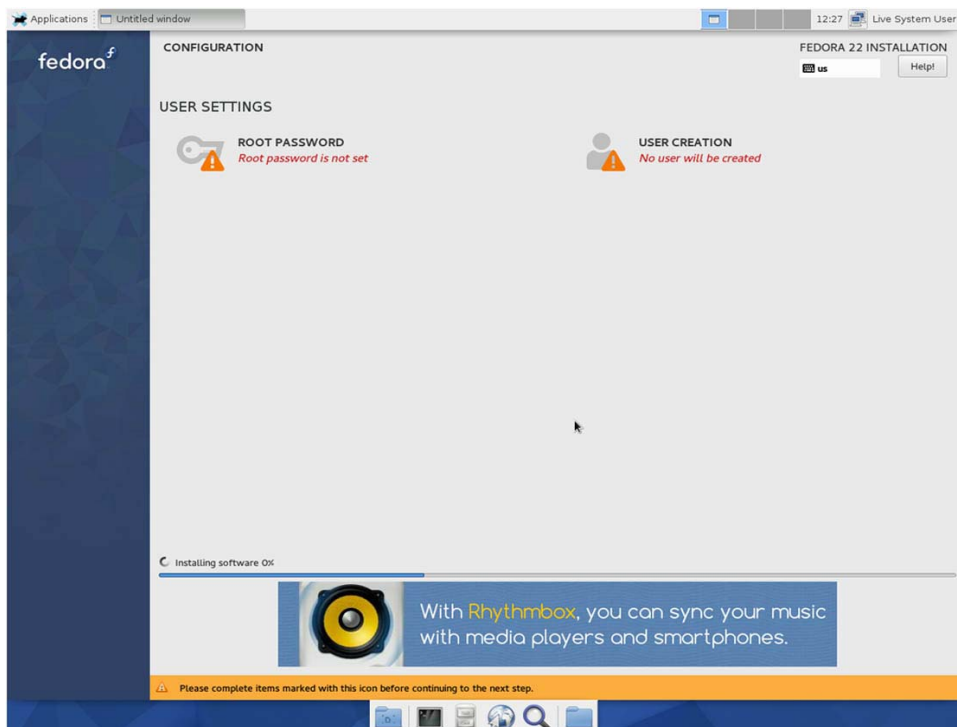 Applications
Untitled window
12:27
Live System User
fedora
CONFIGURATION
FEDORA 22 INSTALLATION
us
Help!
USER SETTINGS
ROOT PASSWORD
Root password is not set
USER CREATION
No user will be created
Installing software 0%
With Rhythmbox, you can sync your music
with media players and smartphones.
Please complete items marked with this icon before continuing to the next step.